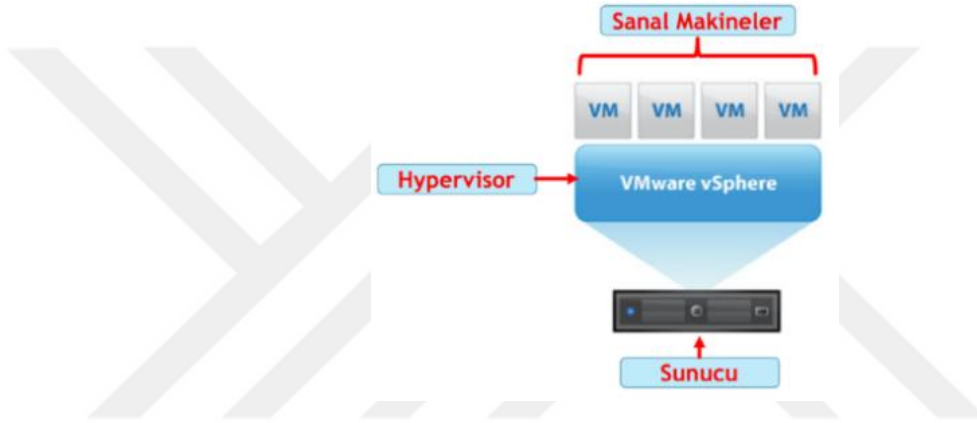 Sanal Makineler
VM VM VM VM
Hypervisor
VMware vSphere
Sunucu